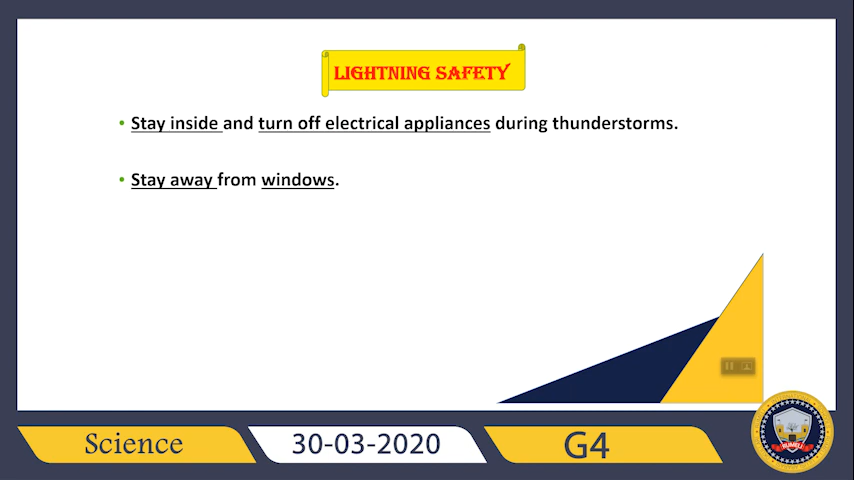 LIGHTNING SAFETY
• Stay inside and turn off electrical appliances during thunderstorms.
• Stay away from windows.
Science
30-03-2020
G4